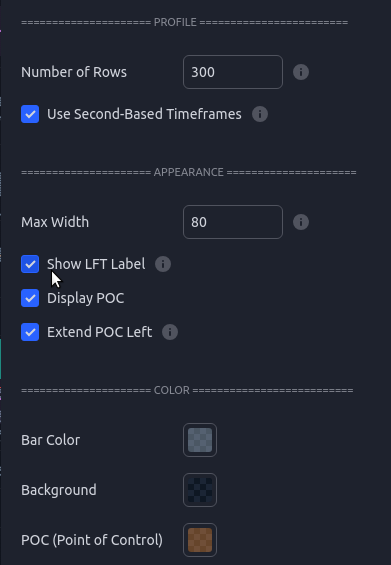 ===================== PROFILE ========================
Number of Rows 300
Use Second-Based Timeframes
===================== APPEARANCE =====================
Max Width 80
Show LFT Label
Display POC
Extend POC Left
===================== COLOR ==========================
Bar Color
Background
POC (Point of Control)